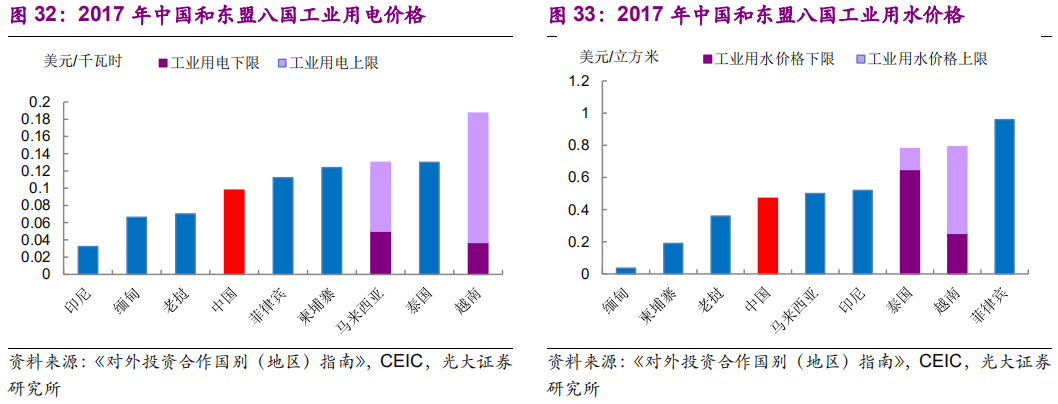 图 32：2017 年中国和东盟八国工业用电价格
美元/千瓦时
工业用电下限 工业用电上限
0.2
0.18
0.16
0.14
0.12
0.1
0.08
0.06
0.04
0.02
0
印尼 缅甸 老挝 中国 菲律宾 柬埔寨 马来西亚 泰国 越南
资料来源：《对外投资合作国别（地区）指南》，CEIC，光大证券
研究所
图 33：2017 年中国和东盟八国工业用水价格
美元/立方米
工业用水价格下限 工业用水价格上限
1.2
1
0.8
0.6
0.4
0.2
0
缅甸 柬埔寨 老挝 中国 马来西亚 印尼 泰国 越南 菲律宾
资料来源：《对外投资合作国别（地区）指南》，CEIC，光大证券
研究所